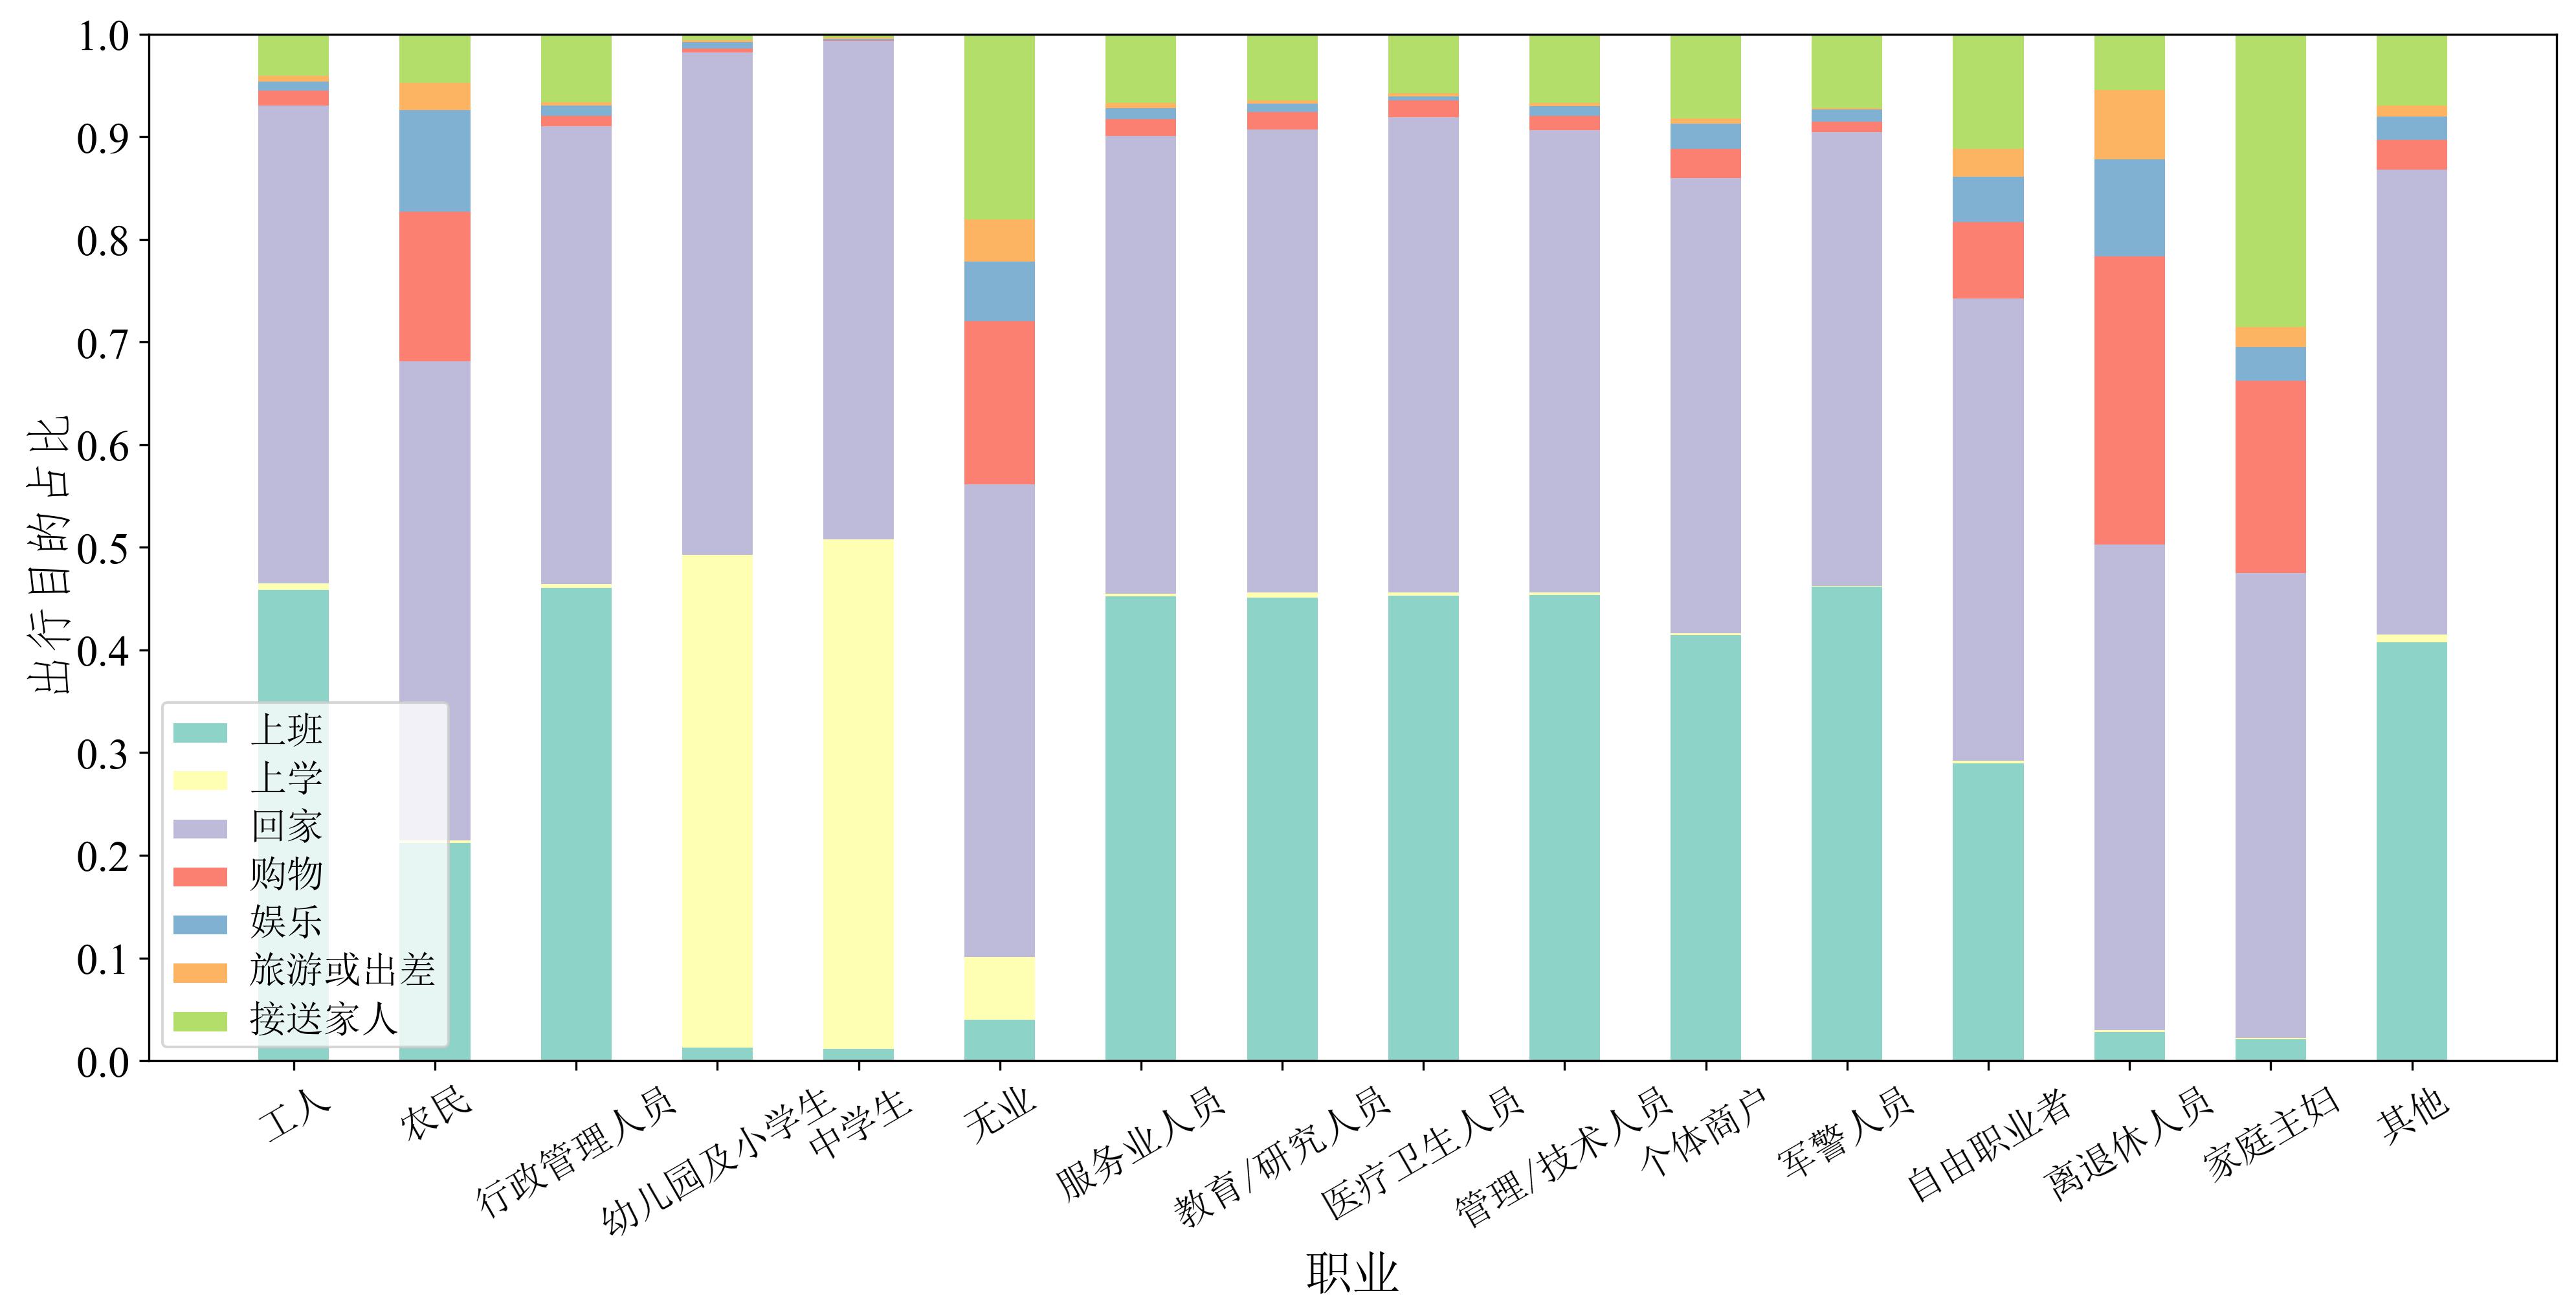 出行目的占比
1.0
0.9
0.8
0.7
0.6
0.5
0.4
0.3
0.2
0.1
0.0
上班
上学
回家
购物
娱乐
旅游或出差
接送家人
工人
农民
行政管理人员
幼儿园及小学生
中学生
无业
服务业人员
教育/研究人员
医疗卫生人员
管理/技术人员
个体商户
军警人员
自由职业者
离退休人员
家庭主妇
其他
职业